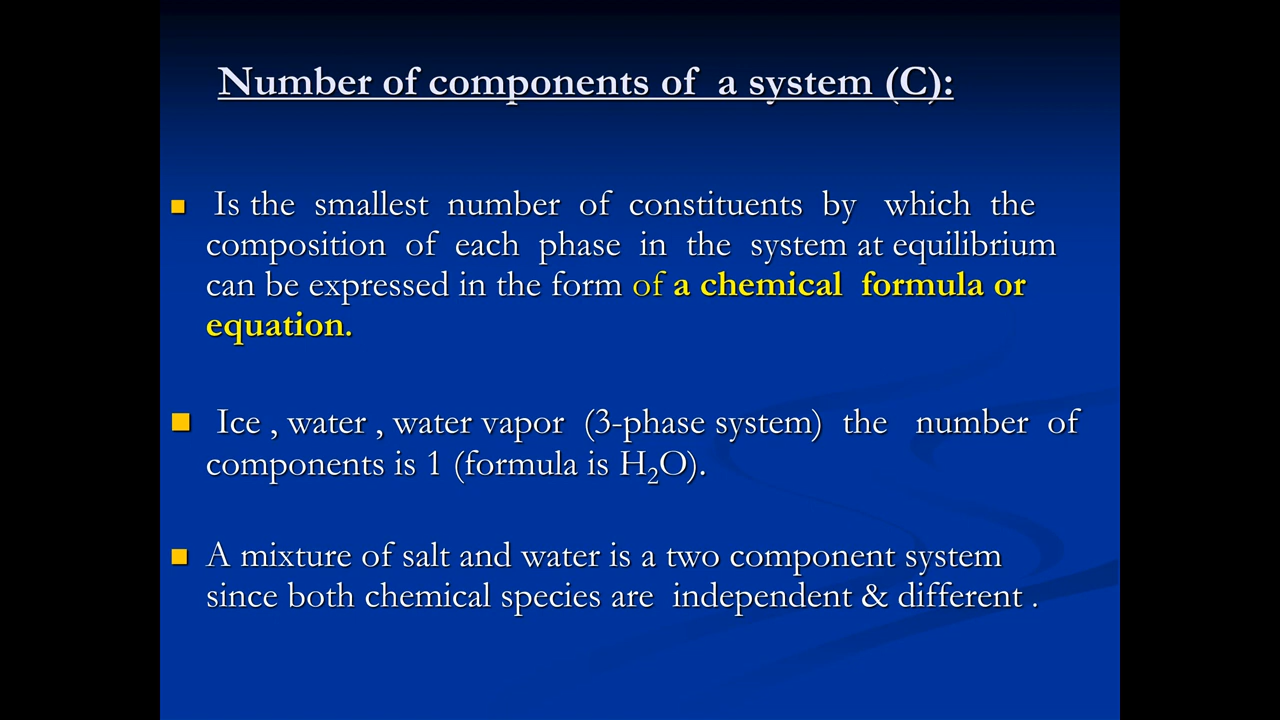 Number of components of a system (C):
Is the smallest number of constituents by which the
composition of each phase in the system at equilibrium
can be expressed in the form of a chemical formula or
equation.
Ice , water , water vapor (3-phase system) the number of
components is 1 (formula is H₂O).
A mixture of salt and water is a two component system
since both chemical species are independent & different .